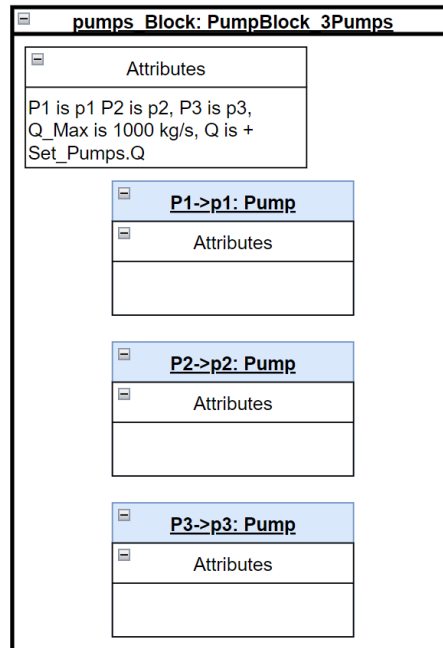 pumps_Block: PumpBlock_3Pumps
Attributes
P1 is p1 P2 is p2, P3 is p3,
Q_Max is 1000 kg/s, Q is +
Set_Pumps.Q
P1->p1: Pump
Attributes
P2->p2: Pump
Attributes
P3->p3: Pump
Attributes